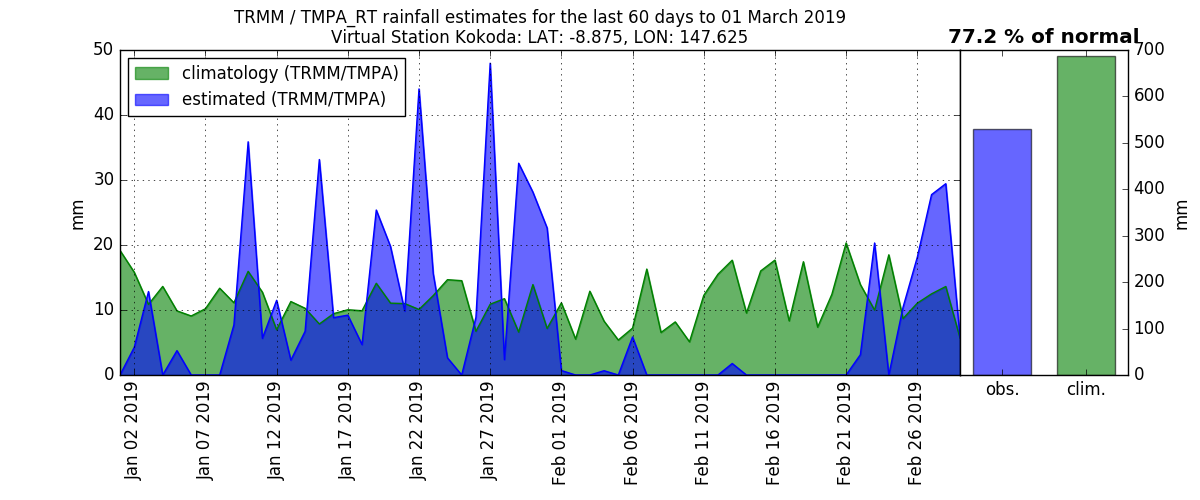 TRMM / TMPA_RT rainfall estimates for the last 60 days to 01 March 2019
Virtual Station Kokoda: LAT: -8.875, LON: 147.625
77.2 % of normal
climatology (TRMM/TMPA)
estimated (TRMM/TMPA)
mm
50
40
30
20
10
0
Jan 02 2019
Jan 07 2019
Jan 12 2019
Jan 17 2019
Jan 22 2019
Jan 27 2019
Feb 01 2019
Feb 06 2019
Feb 11 2019
Feb 16 2019
Feb 21 2019
Feb 26 2019
obs.
clim.
700
600
500
400
300
200
100
0
mm